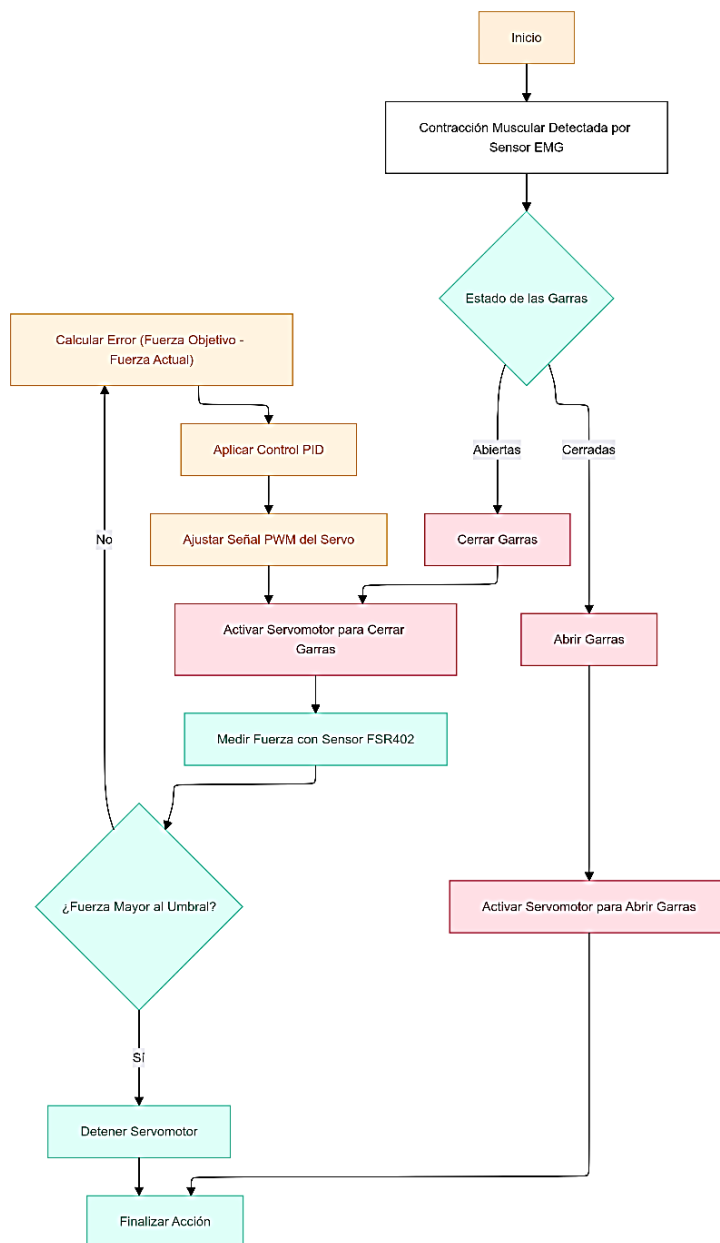 Inicio
Contracción Muscular Detectada por
Sensor EMG
Estado de las Garras
Calcular Error (Fuerza Objetivo -
Fuerza Actual)
Aplicar Control PID
Abiertas
Cerradas
Ajustar Señal PWM del Servo
Cerrar Garras
No
Activar Servomotor para Cerrar
Garras
Abrir Garras
Medir Fuerza con Sensor FSR402
¿Fuerza Mayor al Umbral?
Activar Servomotor para Abrir Garras
Sí
Detener Servomotor
Finalizar Acción